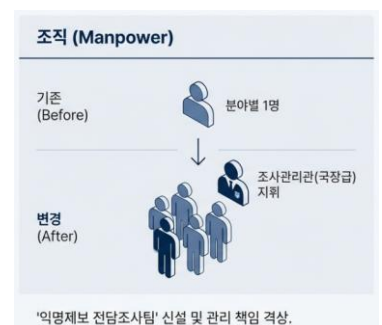 조직 (Manpower)
기존
(Before)
분야별 1명
조사관리관(국장급)
지휘
변경
(After)
'익명제보 전담조사팀' 신설 및 관리 책임 격상.